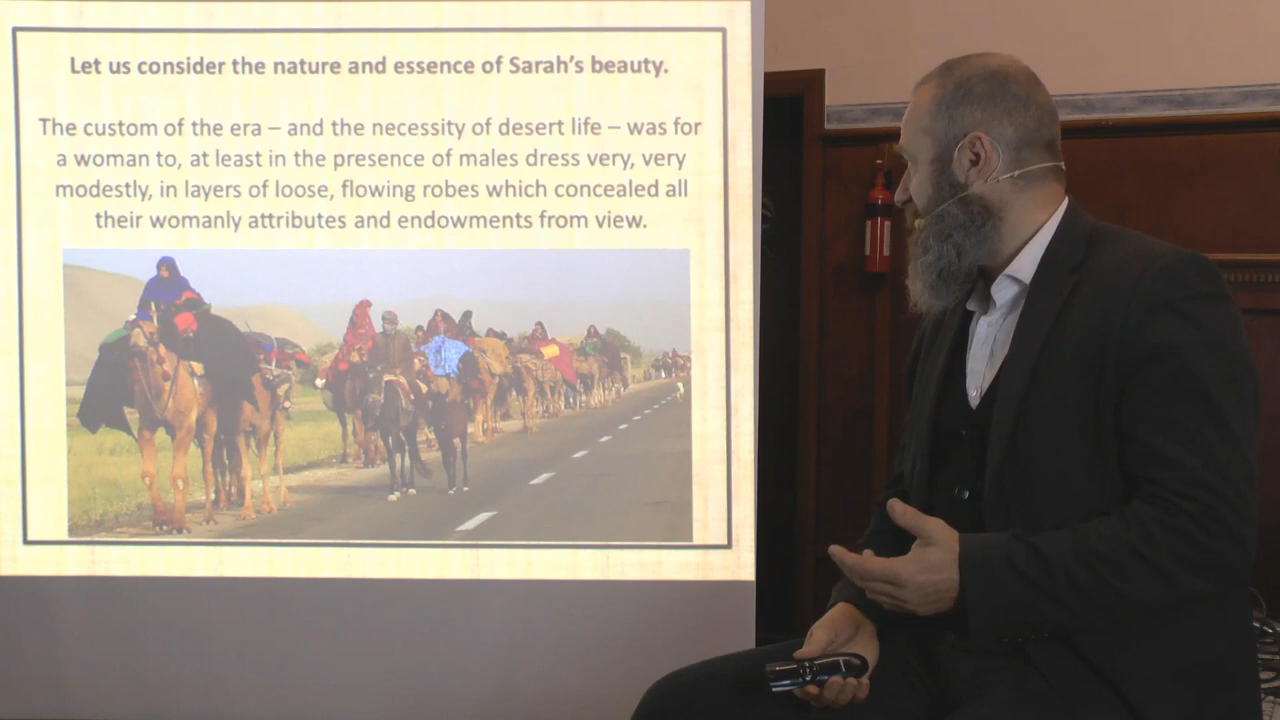 Let us consider the nature and essence of Sarah's beauty.
The custom of the era – and the necessity of desert life – was for
a woman to, at least in the presence of males dress very, very
modestly, in layers of loose, flowing robes which concealed all
their womanly attributes and endowments from view.